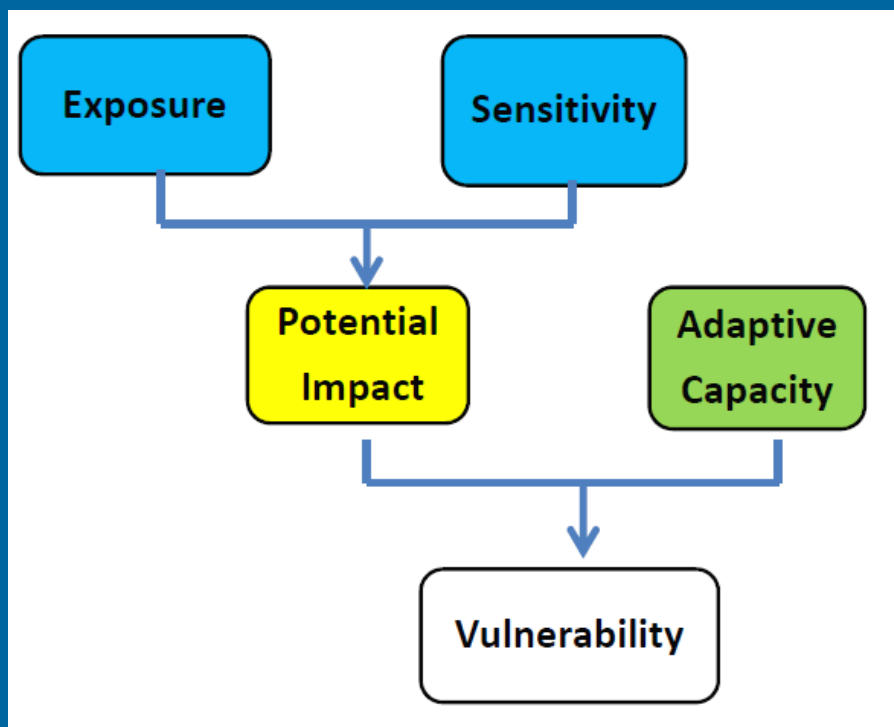 Exposure
Sensitivity
Potential
Impact
Adaptive
Capacity
Vulnerability